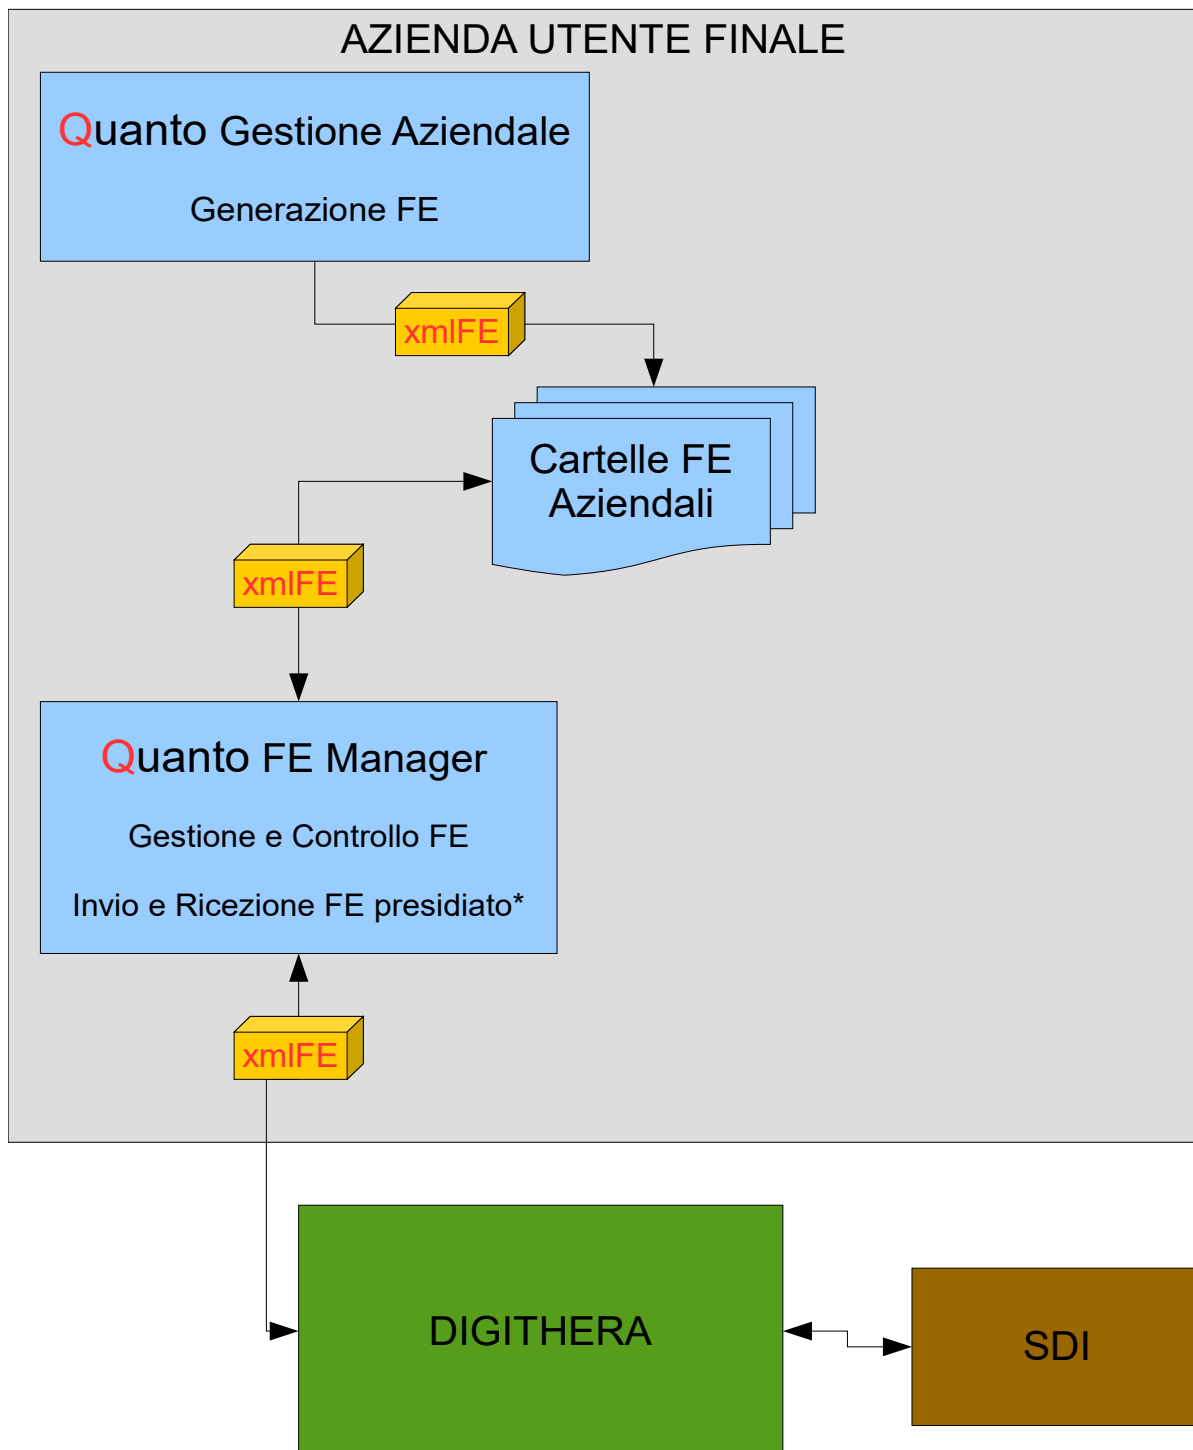 AZIENDA UTENTE FINALE
Quanto Gestione Aziendale
Generazione FE
xmlFE
Cartelle FE
Aziendali
xmlFE
Quanto FE Manager
Gestione e Controllo FE
Invio e Ricezione FE presidiato*
xmlFE
DIGITHERA
SDI